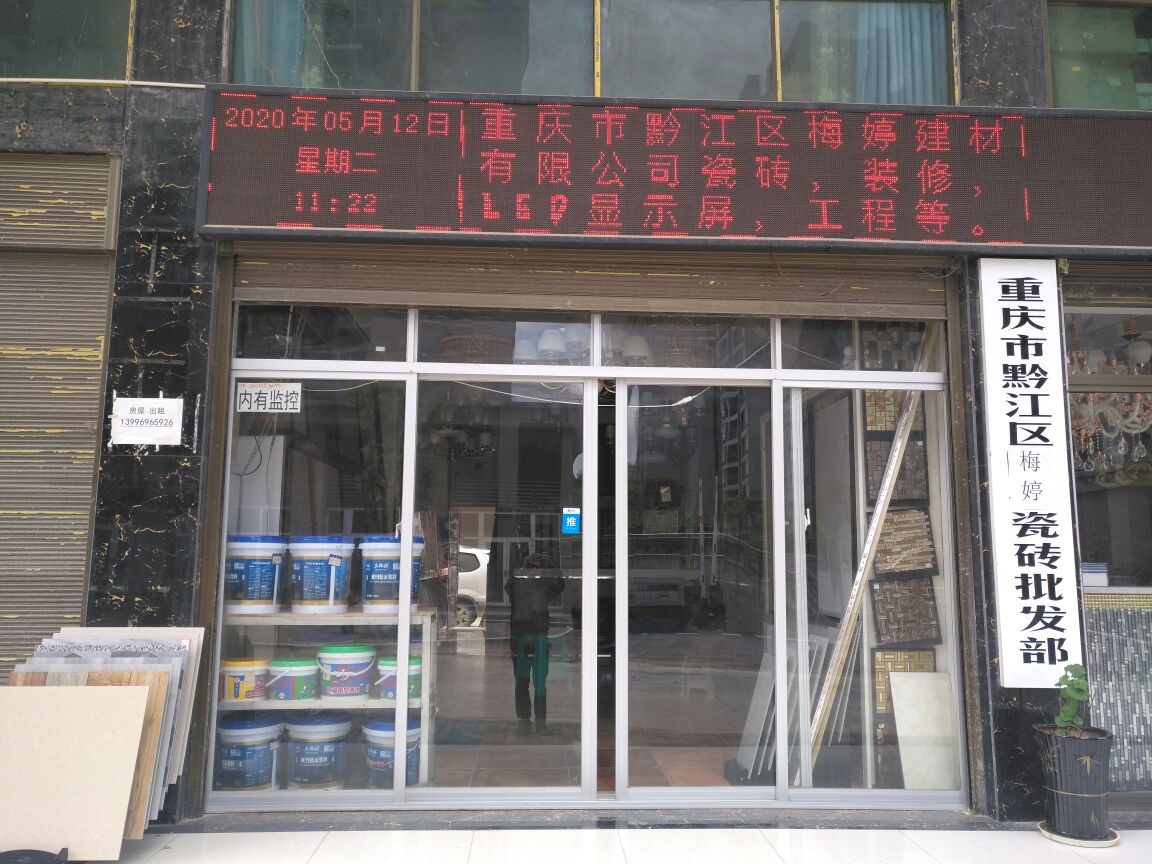 2020年05月12日
星期二
11:22
重庆市黔江区梅婷建材
有限公司瓷砖，装修，
LED显示屏，工程等。
房屋 出租
13996965926
内有监控
推
重庆市黔江区梅婷瓷砖批发部